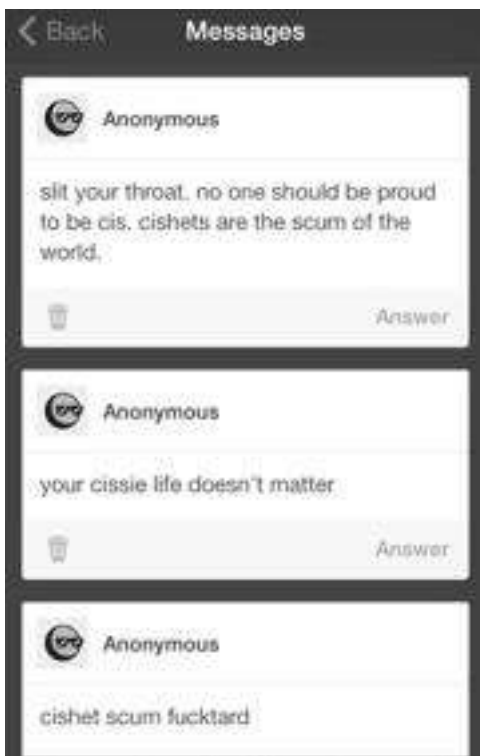 Back Messages
Anonymous
slit your throat. no one should be proud
to be cis. cishets are the scum of the
world.
Answer
Anonymous
your cissie life doesn't matter
Answer
Anonymous
cishet scum fucktard